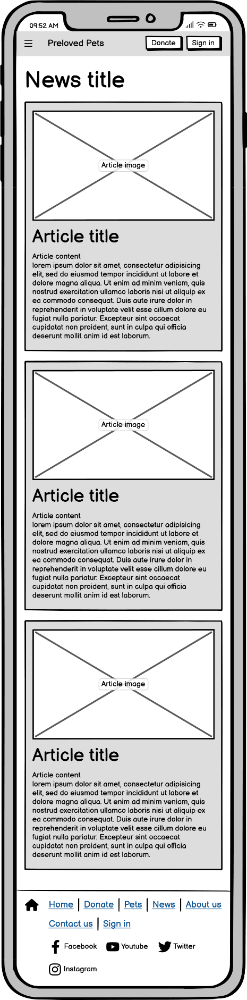 09:52 AM
Preloved Pets
Donate
Sign in
News title
Article image
Article title
Article content
lorem ipsum dolor sit amet, consectetur adipisicing
elit, sed do eiusmod tempor incididunt ut labore et
dolore magna aliqua. Ut enim ad minim veniam, quis
nostrud exercitation ullamco laboris nisi ut aliquip ex
ea commodo consequat. Duis aute irure dolor in
reprehenderit in voluptate velit esse cillum dolore eu
fugiat nulla pariatur. Excepteur sint occaecat
cupidatat non proident, sunt in culpa qui officia
deserunt mollit anim id est laborum.
Article image
Article title
Article content
lorem ipsum dolor sit amet, consectetur adipisicing
elit, sed do eiusmod tempor incididunt ut labore et
dolore magna aliqua. Ut enim ad minim veniam, quis
nostrud exercitation ullamco laboris nisi ut aliquip ex
ea commodo consequat. Duis aute irure dolor in
reprehenderit in voluptate velit esse cillum dolore eu
fugiat nulla pariatur. Excepteur sint occaecat
cupidatat non proident, sunt in culpa qui officia
deserunt mollit anim id est laborum.
Article image
Article title
Article content
lorem ipsum dolor sit amet, consectetur adipisicing
elit, sed do eiusmod tempor incididunt ut labore et
dolore magna aliqua. Ut enim ad minim veniam, quis
nostrud exercitation ullamco laboris nisi ut aliquip ex
ea commodo consequat. Duis aute irure dolor in
reprehenderit in voluptate velit esse cillum dolore eu
fugiat nulla pariatur. Excepteur sint occaecat
cupidatat non proident, sunt in culpa qui officia
deserunt mollit anim id est laborum.
Home | Donate | Pets | News | About us
Contact us | Sign in
Facebook Youtube Twitter
Instagram